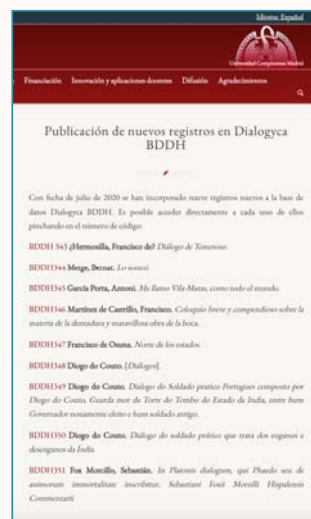 Idioma: Español
Universidad Complutense Madrid
Financiación Innovación y aplicaciones docentes Difusión Agradecimientos
Publicación de nuevos registros en Dialogyca
BDDH
Con fecha de julio de 2020 se han incorporado nueve registros nuevos a la base de
datos Dialogyca BDDH. Es posible acceder directamente a cada uno de ellos
pinchando en el número de código:
BDDH 343 ¿Hermosilla, Francisco de? Diálogo de Temeroso.
BDDH344 Metge, Bernat. Lo somni.
BDDH345 García Porta, Antoni. Me llamo Vila-Matas, como todo el mundo.
BDDH346 Martínez de Castrillo, Francisco. Coloquio breve y compendioso sobre la
materia de la dentadura y maravillosa obra de la boca.
BDDH347 Francisco de Osuna. Norte de los estados.
BDDH348 Diogo do Couto. [Diálogos].
BDDH349 Diogo do Couto. Dialogo do Soldado pratico Portugues composto por
Diogo do Couto, Guarda mor da Torre do Tombo do Estado da India, entre hum
Governador nouamente eleito e hum soldado antigo.
BDDH350 Diogo do Couto. Diálogo do soldado prático que trata dos enganos e
desenganos da Índia.
BDDH351 Fox Morcillo, Sebastián. In Platonis dialogum, qui Phaedo seu de
animorum immortalitate inscribitur, Sebastiani Foxii Morzilli Hispalensis
Commentarii